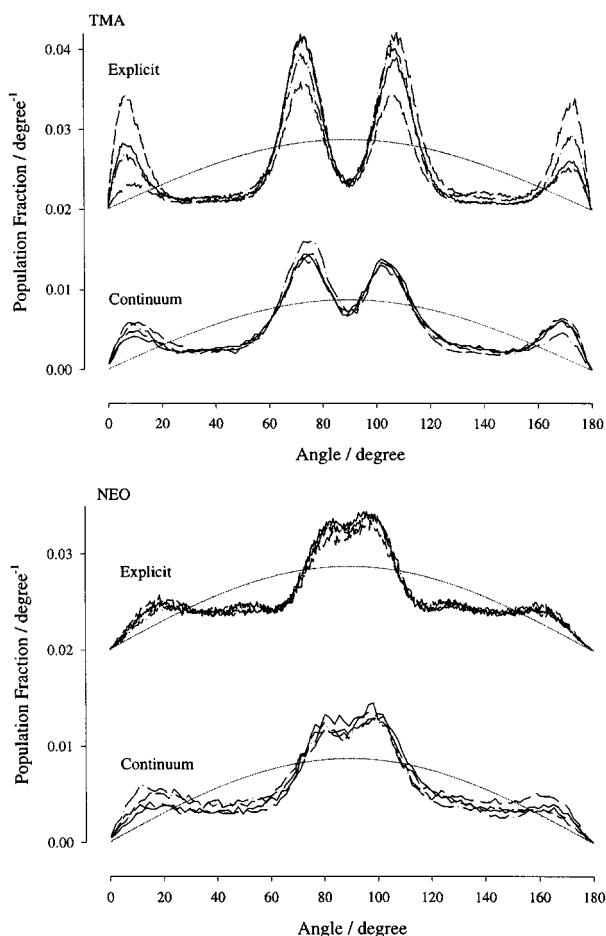 TMA
0.04
Explicit
0.03
0.02
Population Fraction / degree⁻¹
0.01
Continuum
0.00
0 20 40 60 80 100 120 140 160 180
Angle / degree
NEO
0.03
Explicit
0.02
Population Fraction / degree⁻¹
0.01
Continuum
0.00
0 20 40 60 80 100 120 140 160 180
Angle / degree